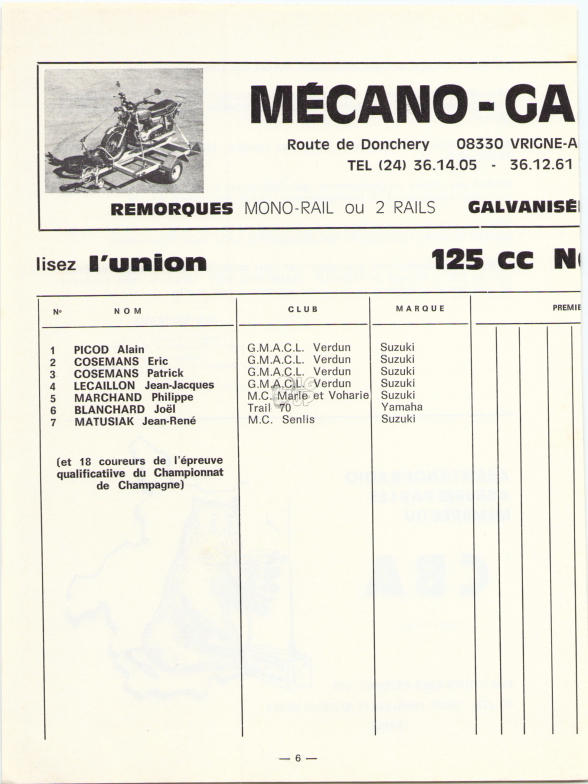 MÉCANO - GA
Route de Donchery 08330 VRIGNE-A
TEL (24) 36.14.05 - 36.12.61
REMORQUES MONO-RAIL ou 2 RAILS GALVANISÉ
lisez l'union 125 cc N
Nº NOM CLUB MARQUE PREMIE
1 PICOD Alain G.M.A.C.L. Verdun Suzuki
2 COSEMANS Eric G.M.A.C.L. Verdun Suzuki
3 COSEMANS Patrick G.M.A.C.L. Verdun Suzuki
4 LECAILLON Jean-Jacques G.M.A.C.L. Verdun Suzuki
5 MARCHAND Philippe M.C. Marle et Voharie Suzuki
6 BLANCHARD Joël Trail 70 Yamaha
7 MATUSIAK Jean-René M.C. Senlis Suzuki
(et 18 coureurs de l'épreuve
qualificatiive du Championnat
de Champagne)
— 6 —